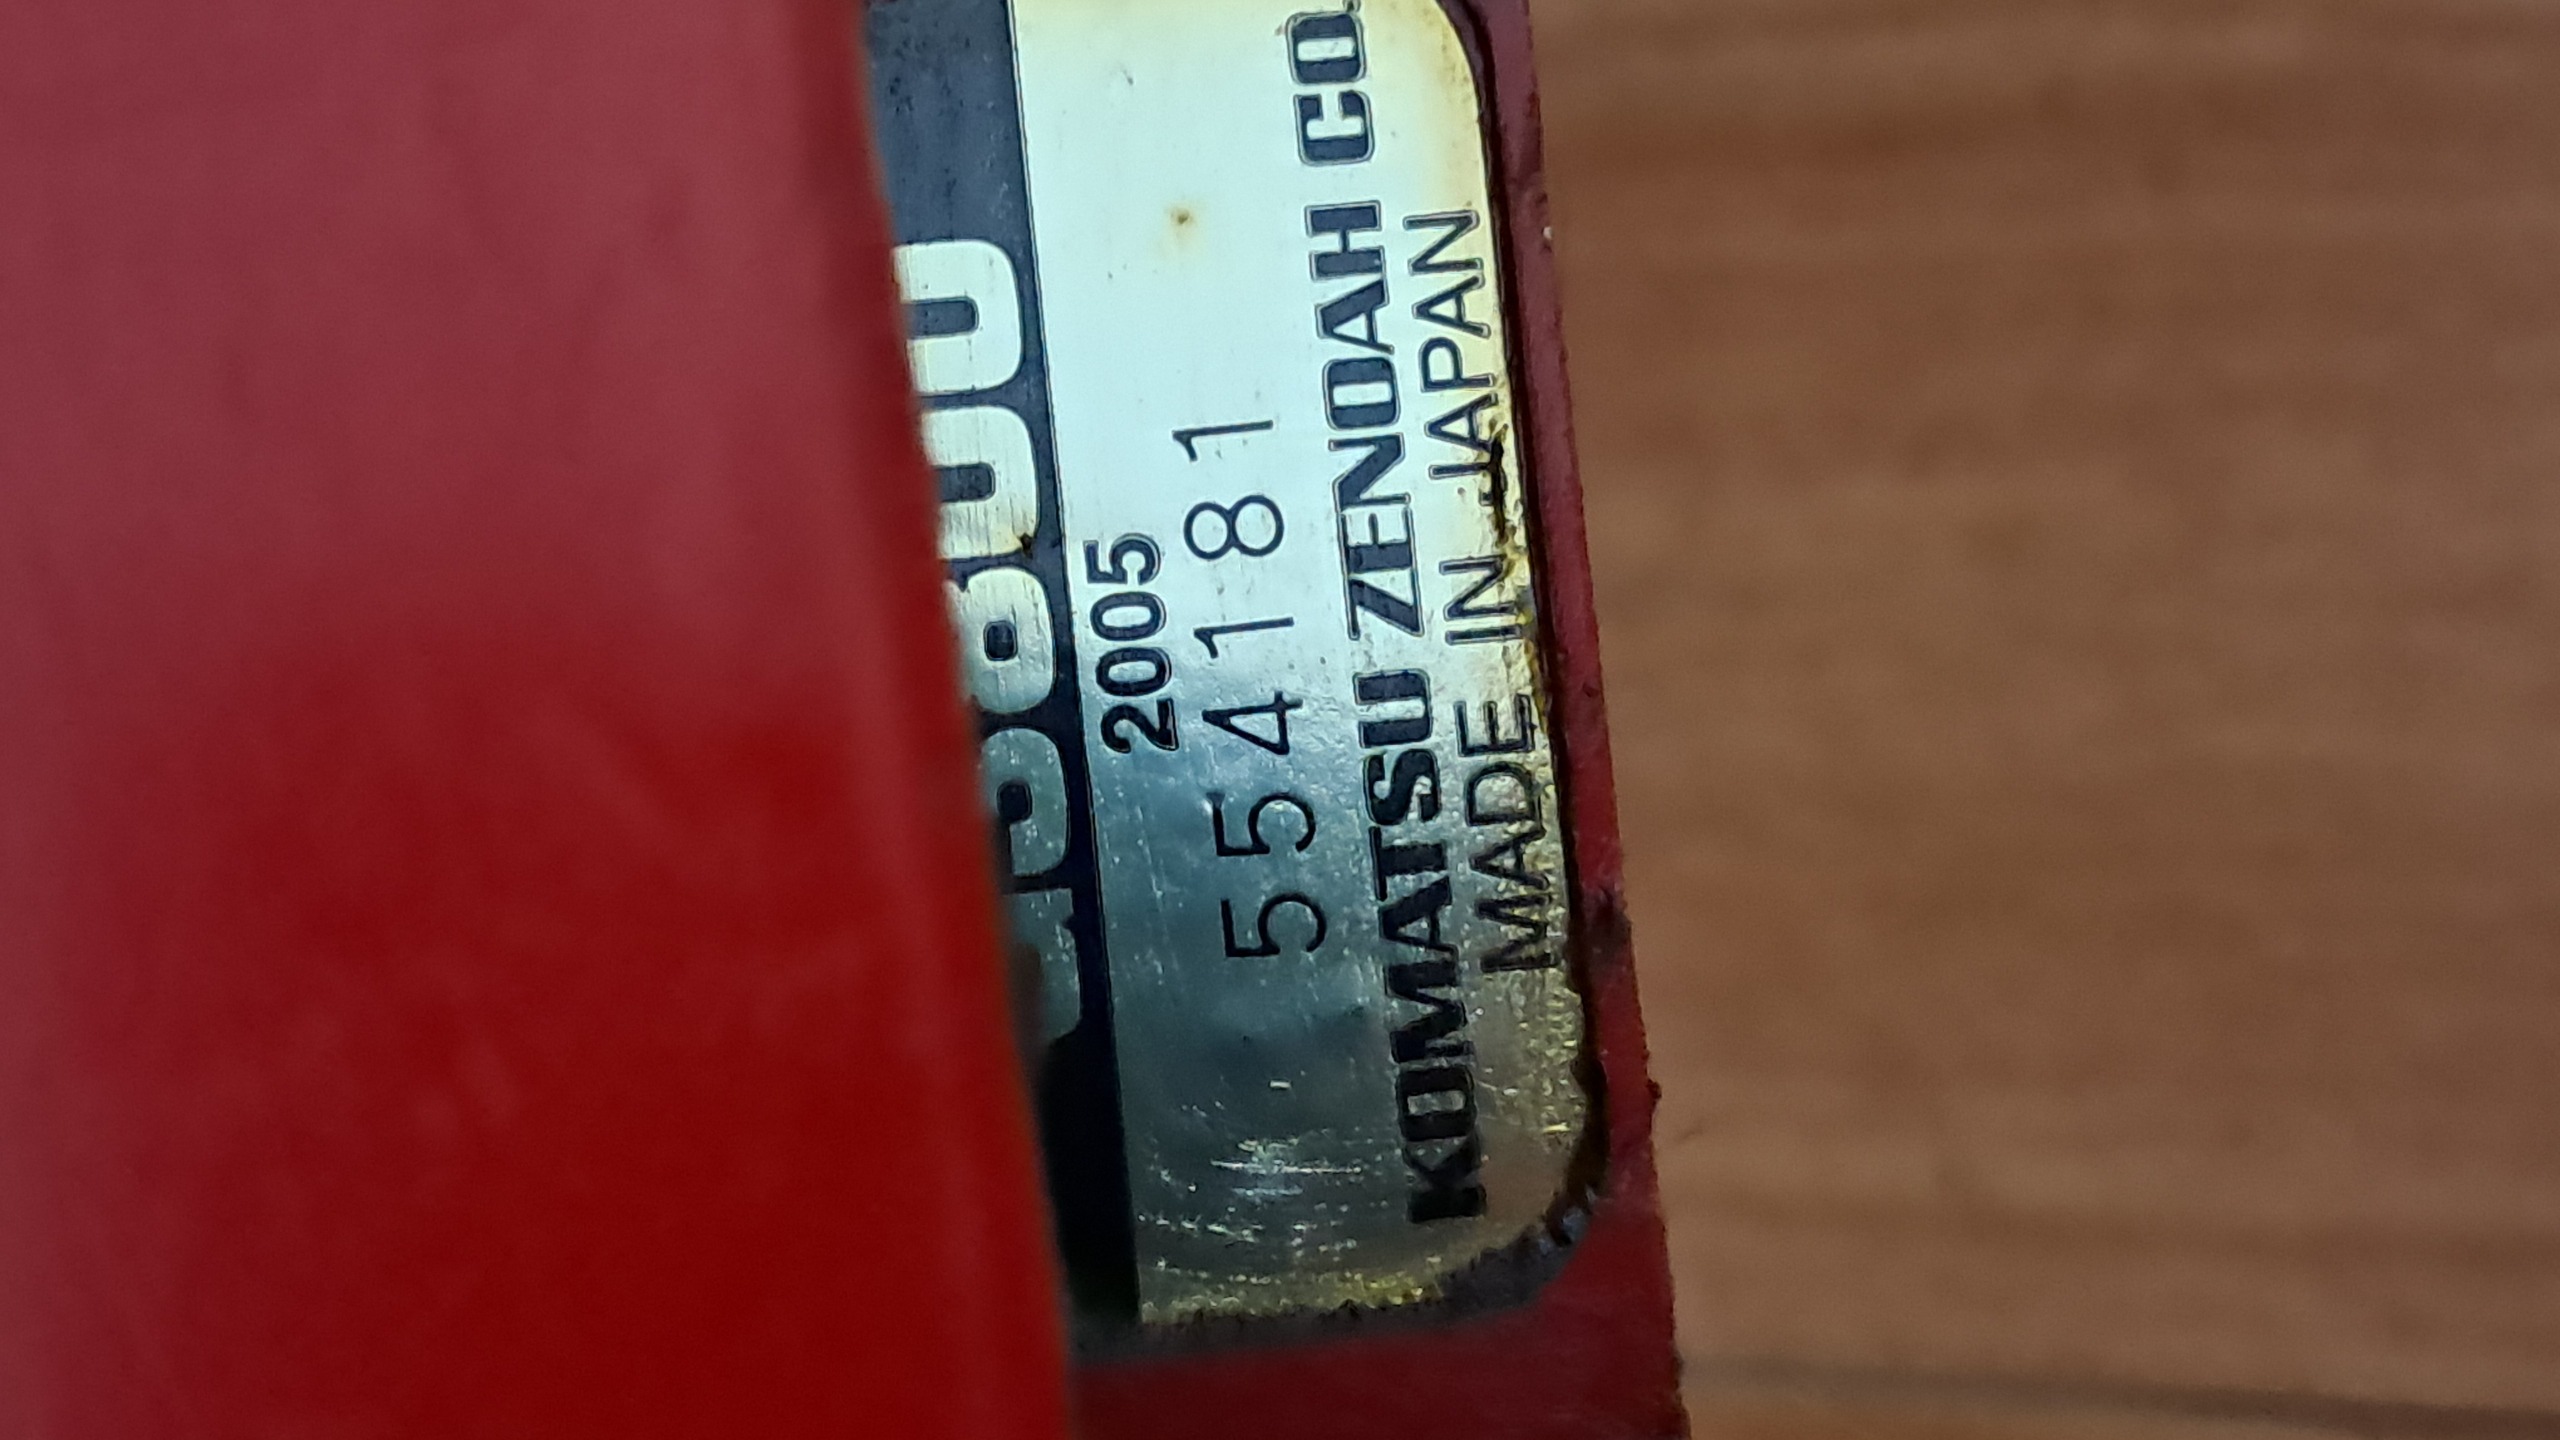 2005
554181
KOMATSU ZENOAH CO.
MADE IN JAPAN